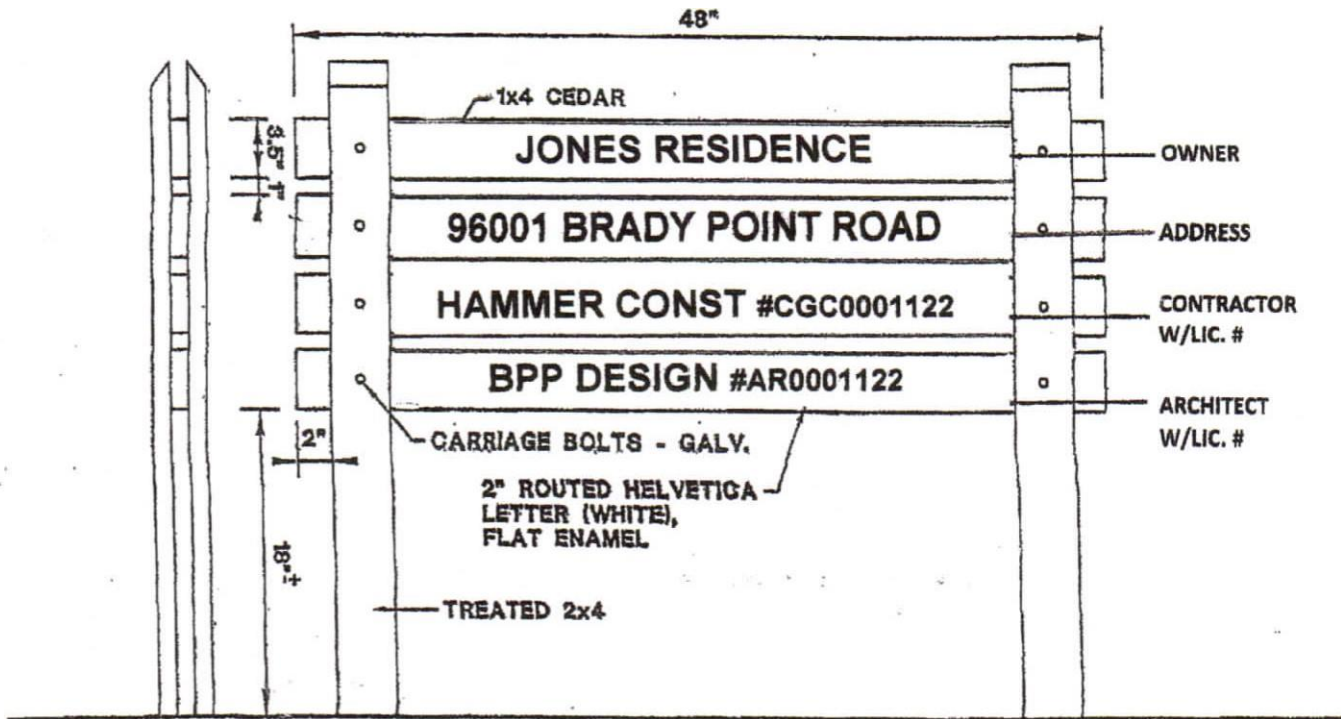 48"
1x4 CEDAR
3.5"
1"
JONES RESIDENCE
OWNER
96001 BRADY POINT ROAD
ADDRESS
HAMMER CONST #CGC0001122
CONTRACTOR
W/LIC. #
BPP DESIGN #AR0001122
ARCHITECT
W/LIC. #
2"
CARRIAGE BOLTS - GALV.
2" ROUTED HELVETICA
LETTER (WHITE),
FLAT ENAMEL
18"±
TREATED 2x4